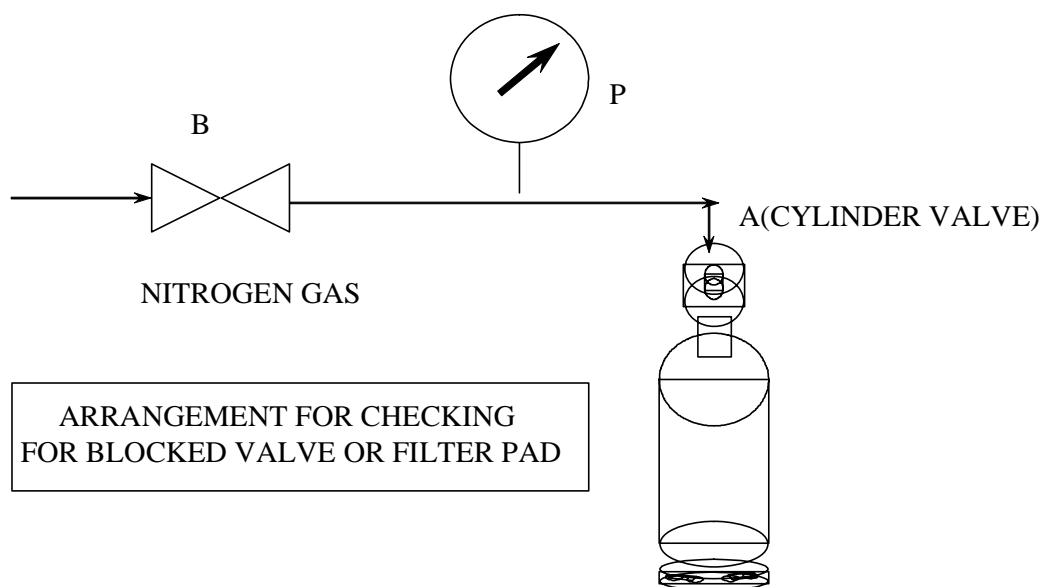 B
P
A(CYLINDER VALVE)
NITROGEN GAS
ARRANGEMENT FOR CHECKING
FOR BLOCKED VALVE OR FILTER PAD